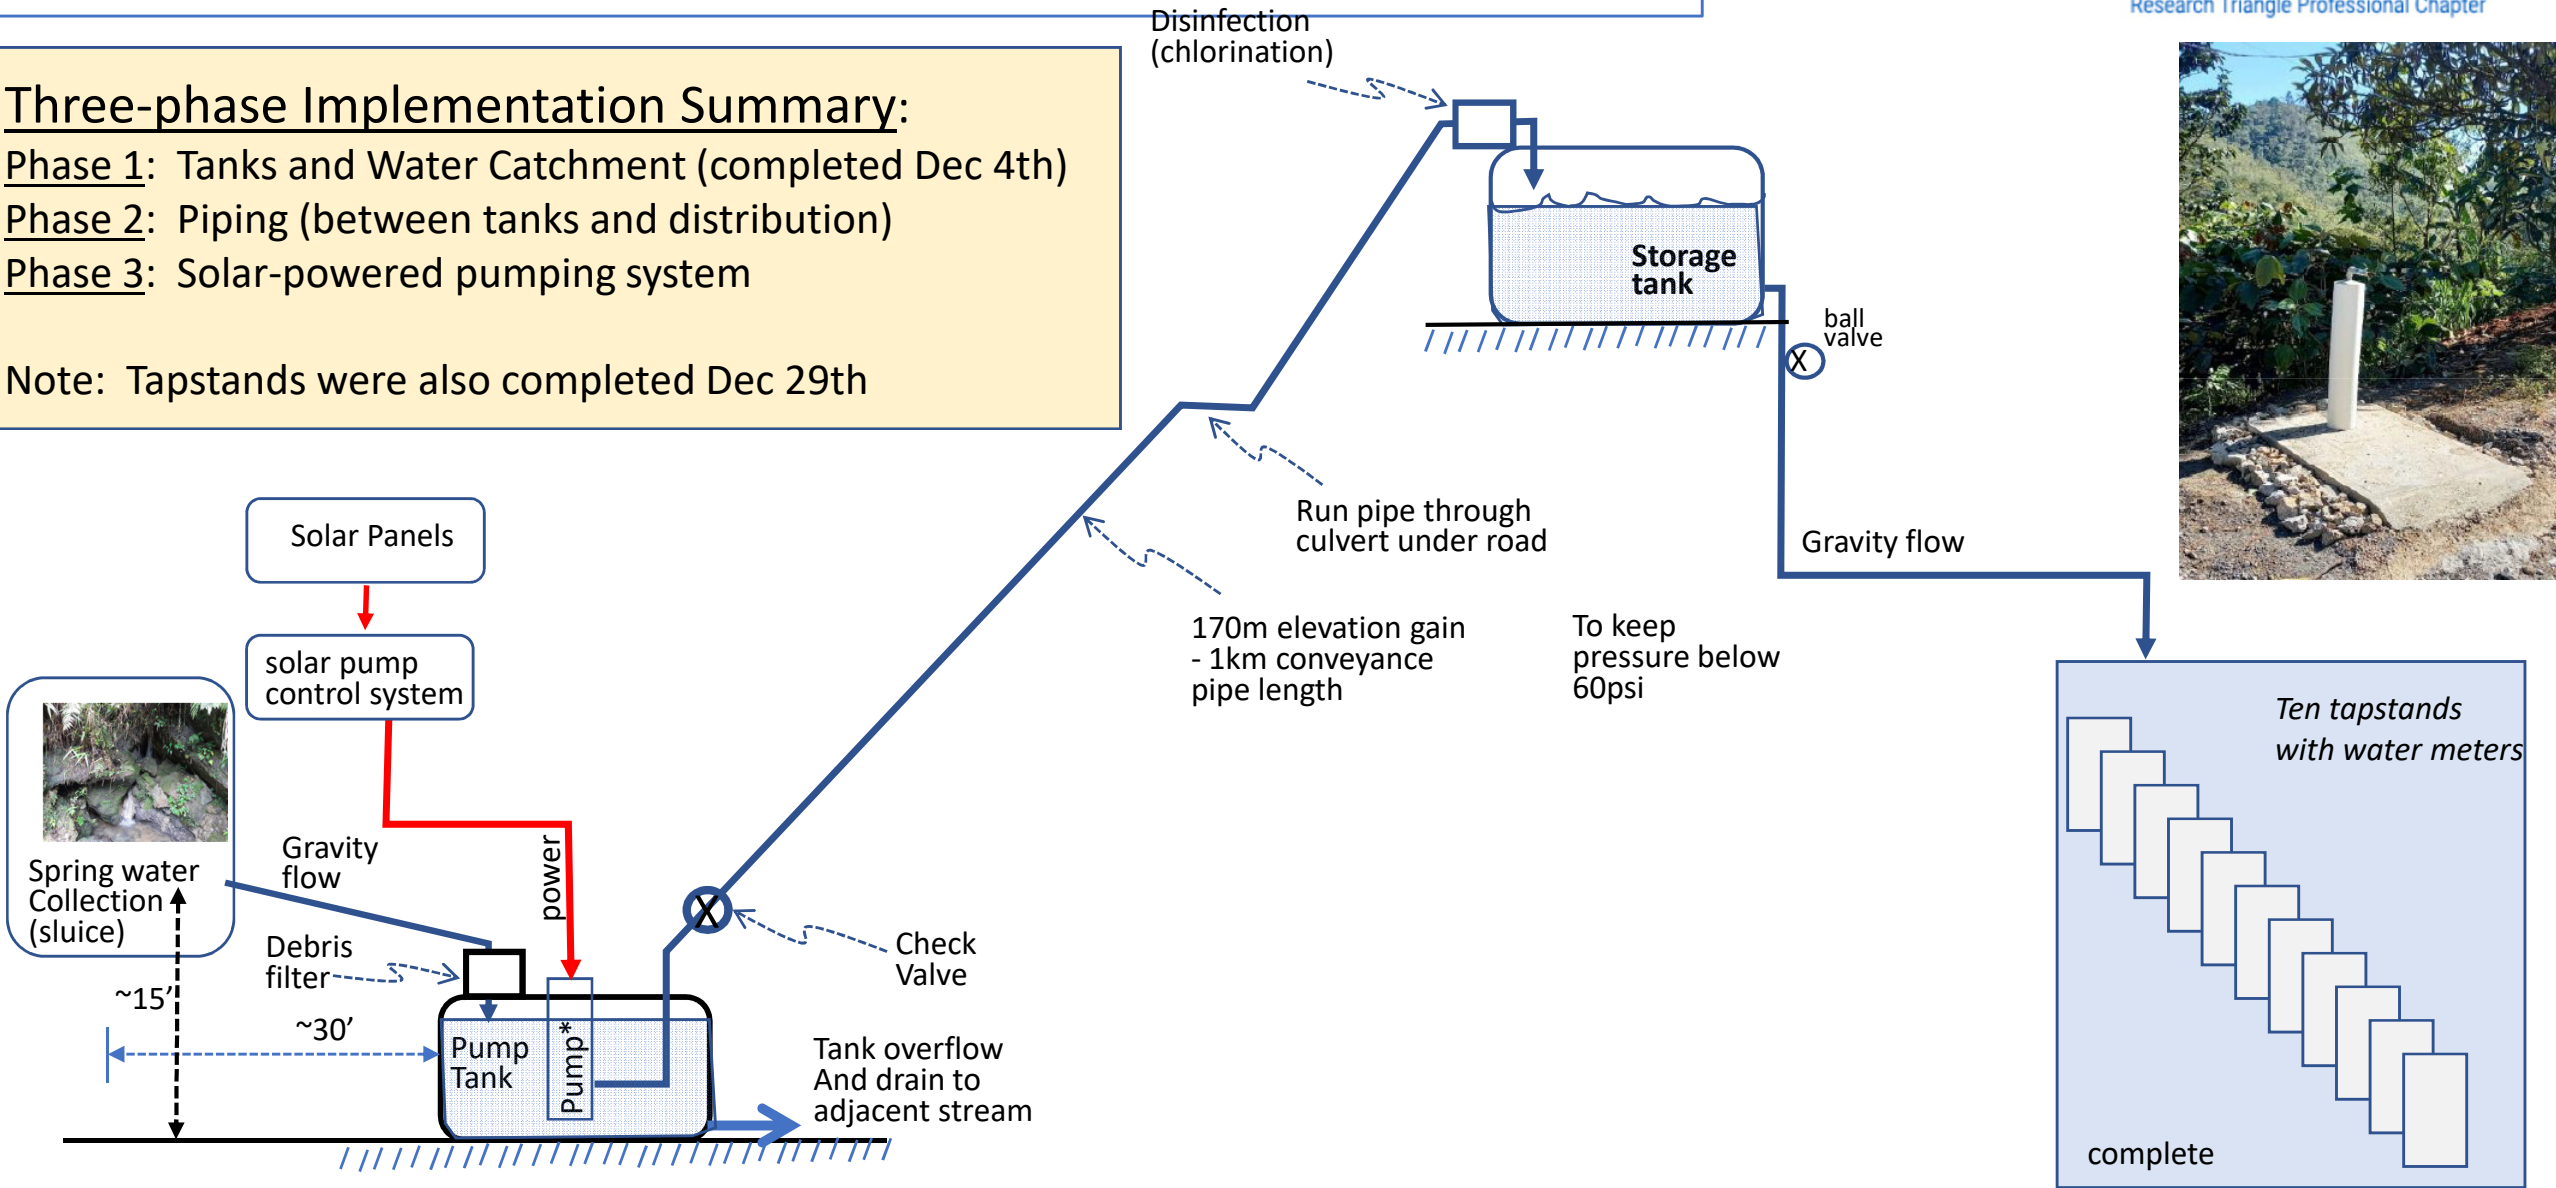 Research Triangle Professional Chapter
Disinfection
(chlorination)
Three-phase Implementation Summary:
Phase 1: Tanks and Water Catchment (completed Dec 4th)
Phase 2: Piping (between tanks and distribution)
Phase 3: Solar-powered pumping system
Note: Tapstands were also completed Dec 29th
Storage
tank
ball
valve
X
Run pipe through
culvert under road
Gravity flow
Solar Panels
solar pump
control system
170m elevation gain
- 1km conveyance
pipe length
To keep
pressure below
60psi
Ten tapstands
with water meters
Spring water
Collection
(sluice)
Gravity
flow
power
X
Check
Valve
Debris
filter
~15'
~30'
Pump
Tank
Pump*
Tank overflow
And drain to
adjacent stream
complete